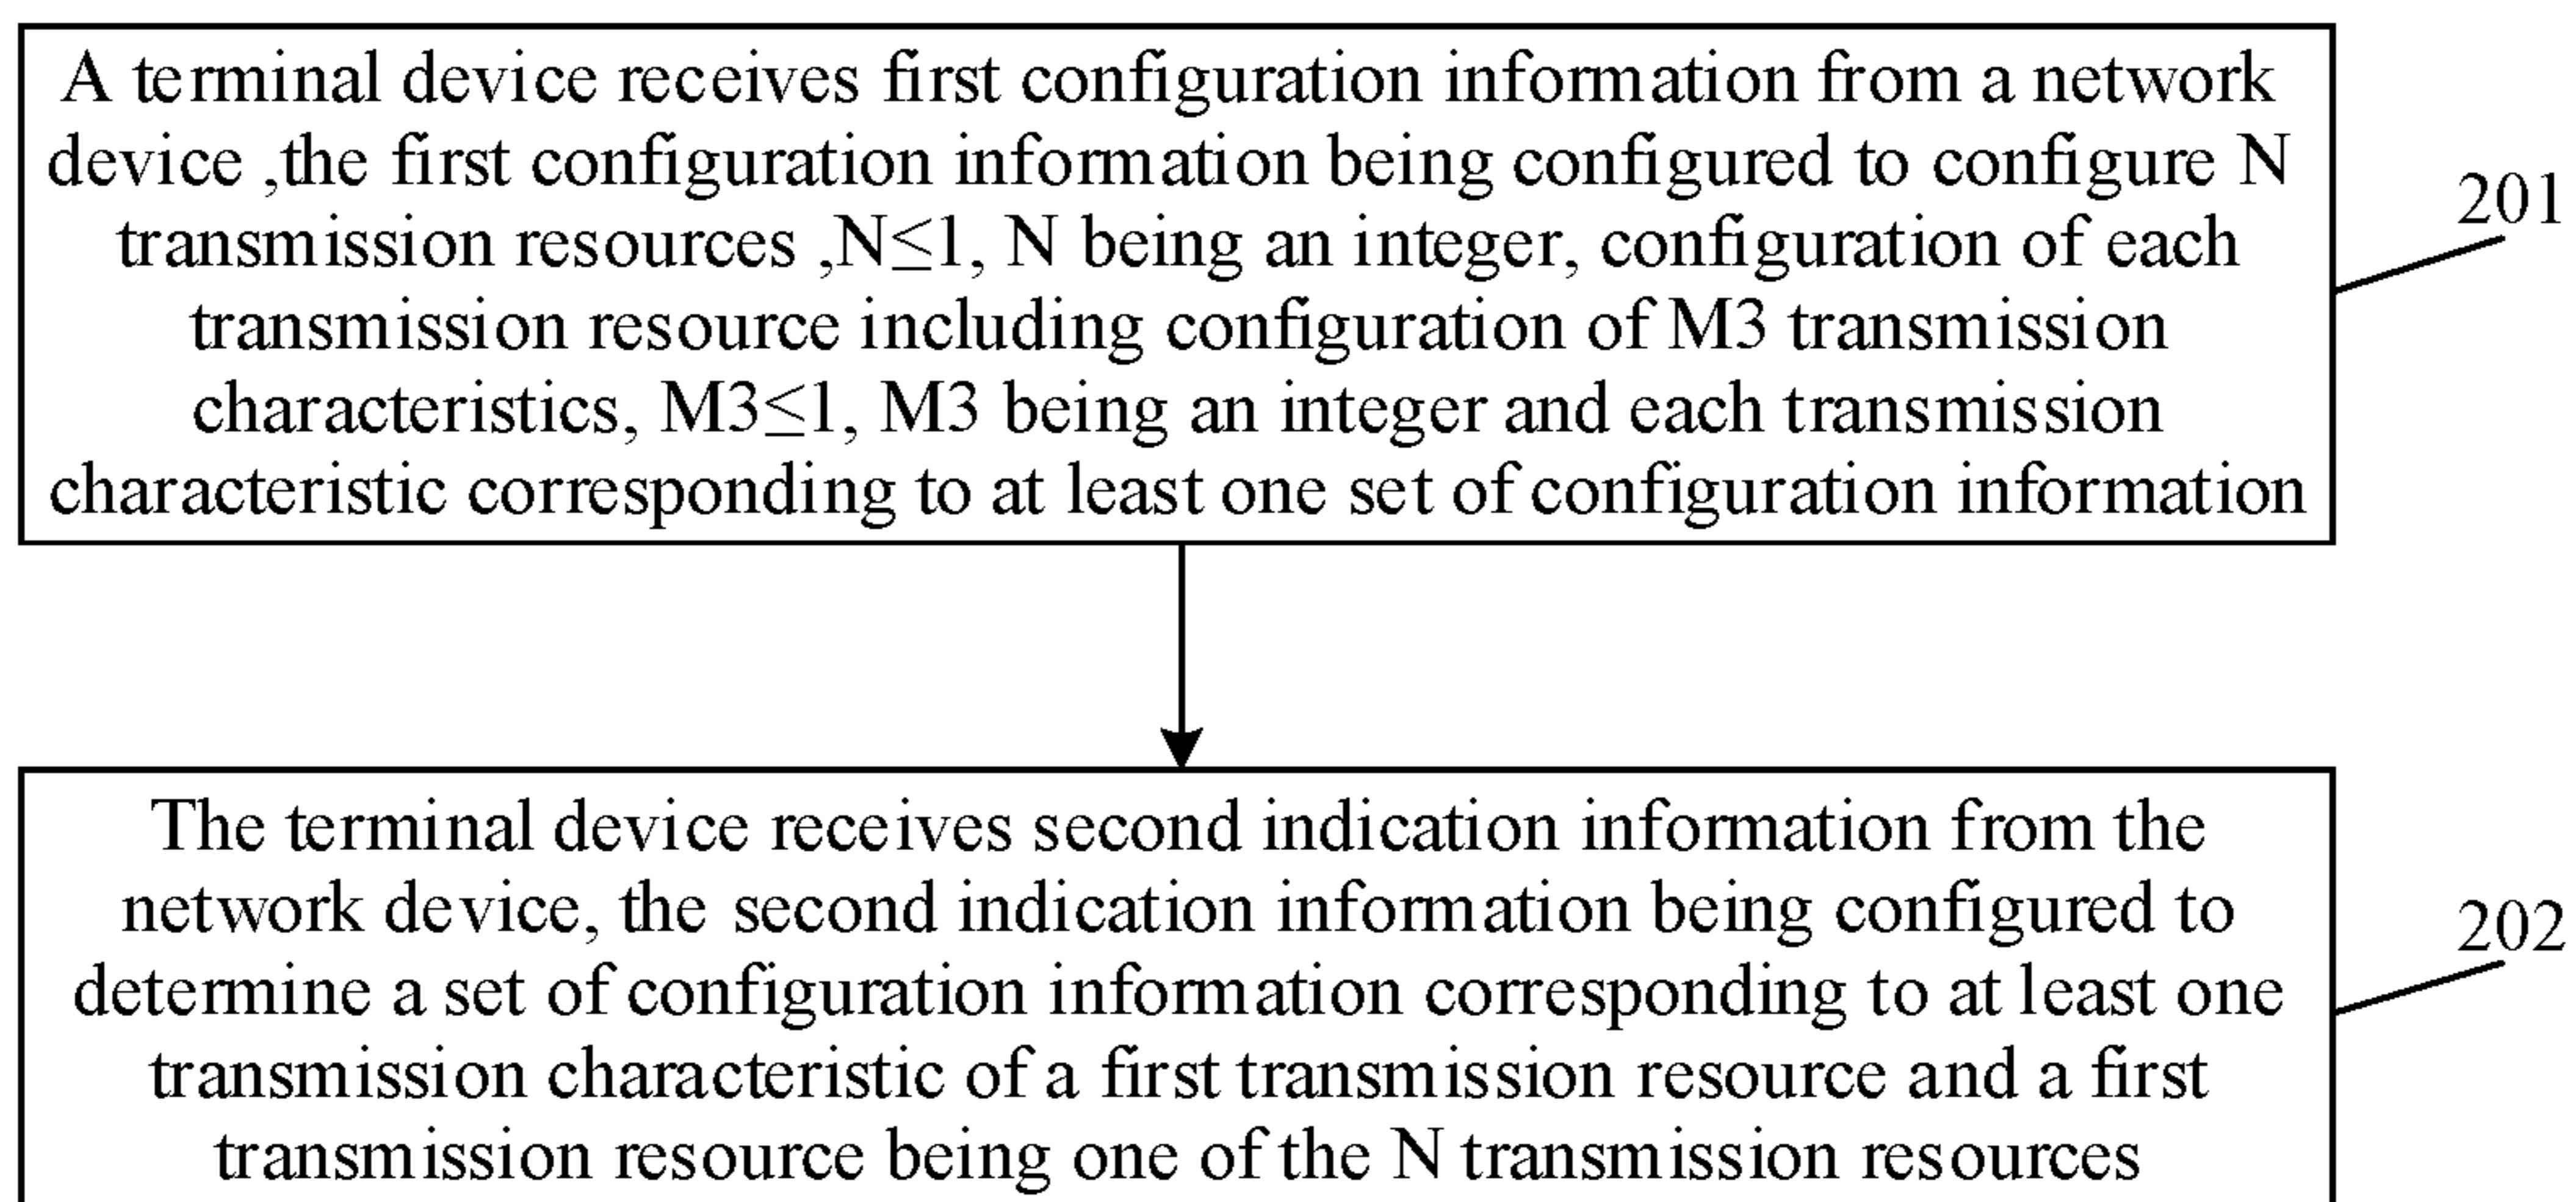 A terminal device receives first configuration information from a network
device ,the first configuration information being configured to configure N
transmission resources ,N≤1, N being an integer, configuration of each
transmission resource including configuration of M3 transmission
characteristics, M3≤1, M3 being an integer and each transmission
characteristic corresponding to at least one set of configuration information
201
The terminal device receives second indication information from the
network device, the second indication information being configured to
determine a set of configuration information corresponding to at least one
transmission characteristic of a first transmission resource and a first
transmission resource being one of the N transmission resources
202